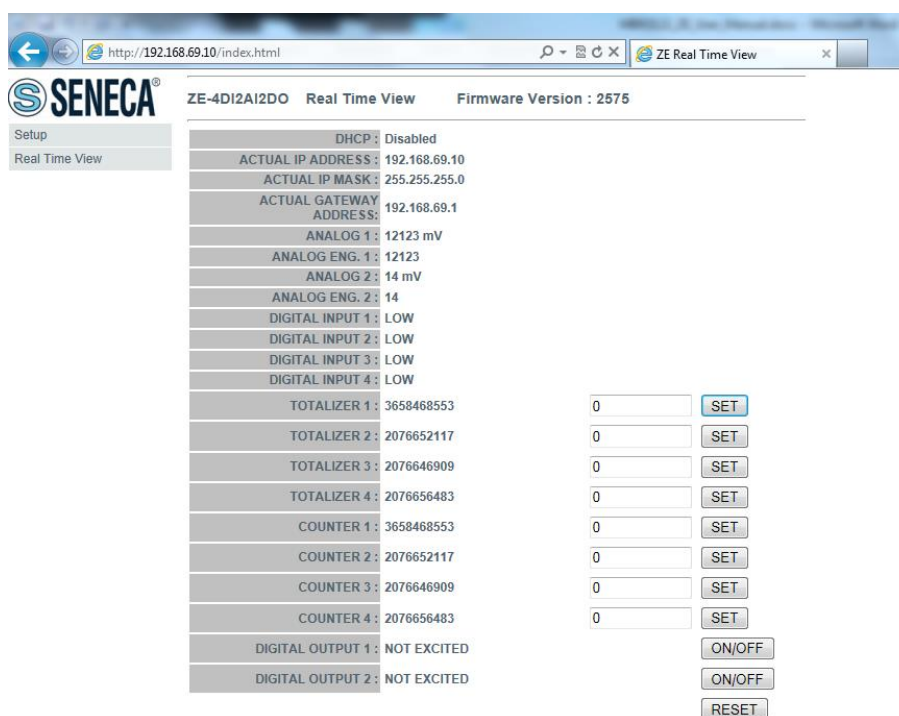 http://192.168.69.10/index.html
ZE Real Time View
SENECA®
ZE-4DI2AI2DO Real Time View Firmware Version : 2575
Setup
Real Time View
DHCP : Disabled
ACTUAL IP ADDRESS : 192.168.69.10
ACTUAL IP MASK : 255.255.255.0
ACTUAL GATEWAY
ADDRESS: 192.168.69.1
ANALOG 1 : 12123 mV
ANALOG ENG. 1 : 12123
ANALOG 2 : 14 mV
ANALOG ENG. 2 : 14
DIGITAL INPUT 1 : LOW
DIGITAL INPUT 2 : LOW
DIGITAL INPUT 3 : LOW
DIGITAL INPUT 4 : LOW
TOTALIZER 1 : 3658468553 0 SET
TOTALIZER 2 : 2076652117 0 SET
TOTALIZER 3 : 2076646909 0 SET
TOTALIZER 4 : 2076656483 0 SET
COUNTER 1 : 3658468553 0 SET
COUNTER 2 : 2076652117 0 SET
COUNTER 3 : 2076646909 0 SET
COUNTER 4 : 2076656483 0 SET
DIGITAL OUTPUT 1 : NOT EXCITED ON/OFF
DIGITAL OUTPUT 2 : NOT EXCITED ON/OFF
RESET